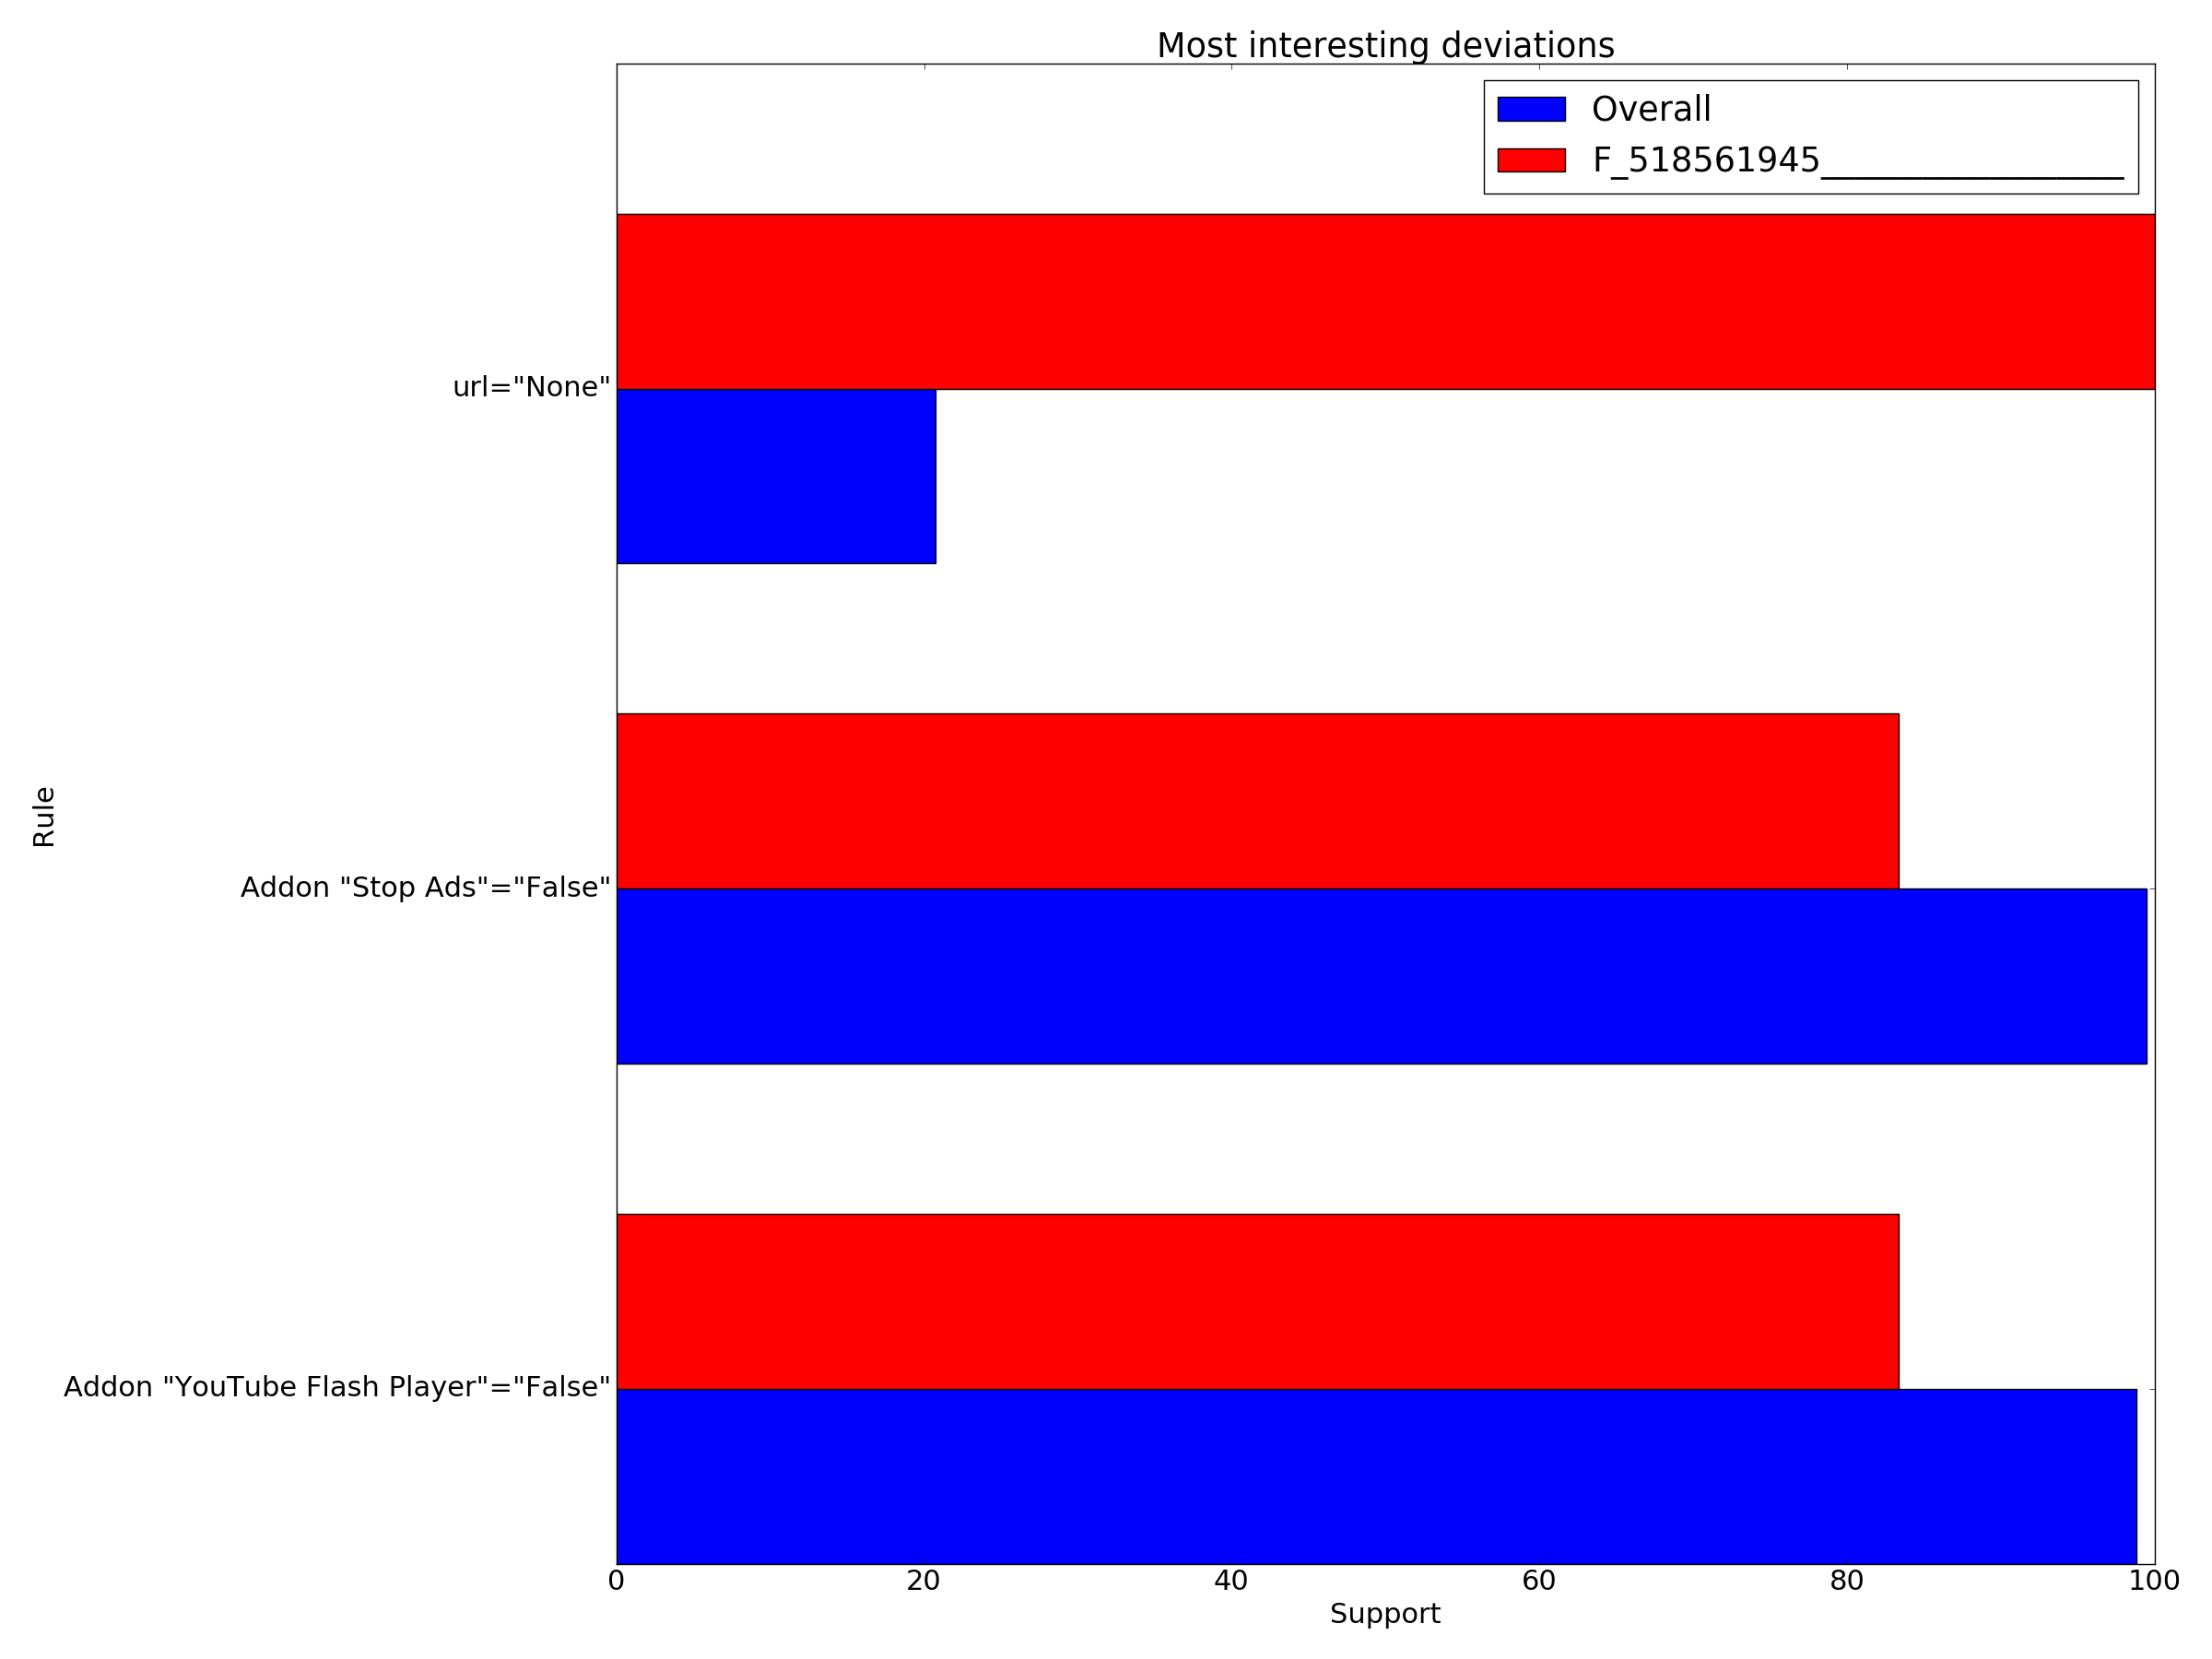 Most interesting deviations
Overall
F_518561945__________________
url="None"
Addon "Stop Ads"="False"
Addon "YouTube Flash Player"="False"
Rule
0 20 40 60 80 100
Support